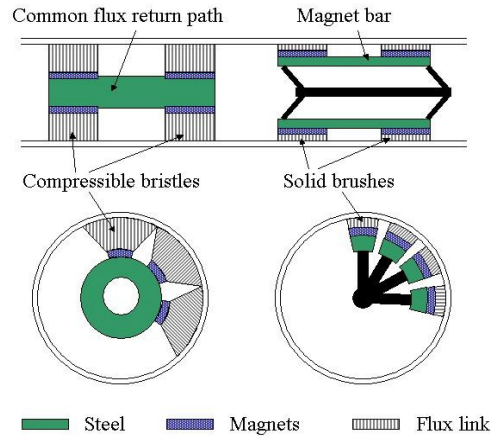 Common flux return path
Magnet bar
Compressible bristles
Solid brushes
Steel
Magnets
Flux link